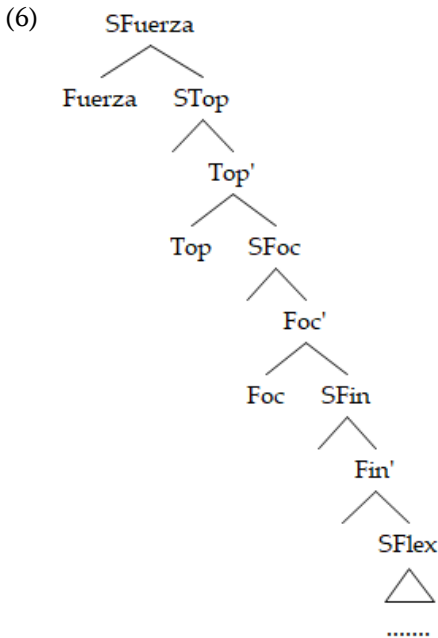 (6) SFuerza
Fuerza STop
Top'
Top SFoc
Foc'
Foc SFin
Fin'
SFlex
.......